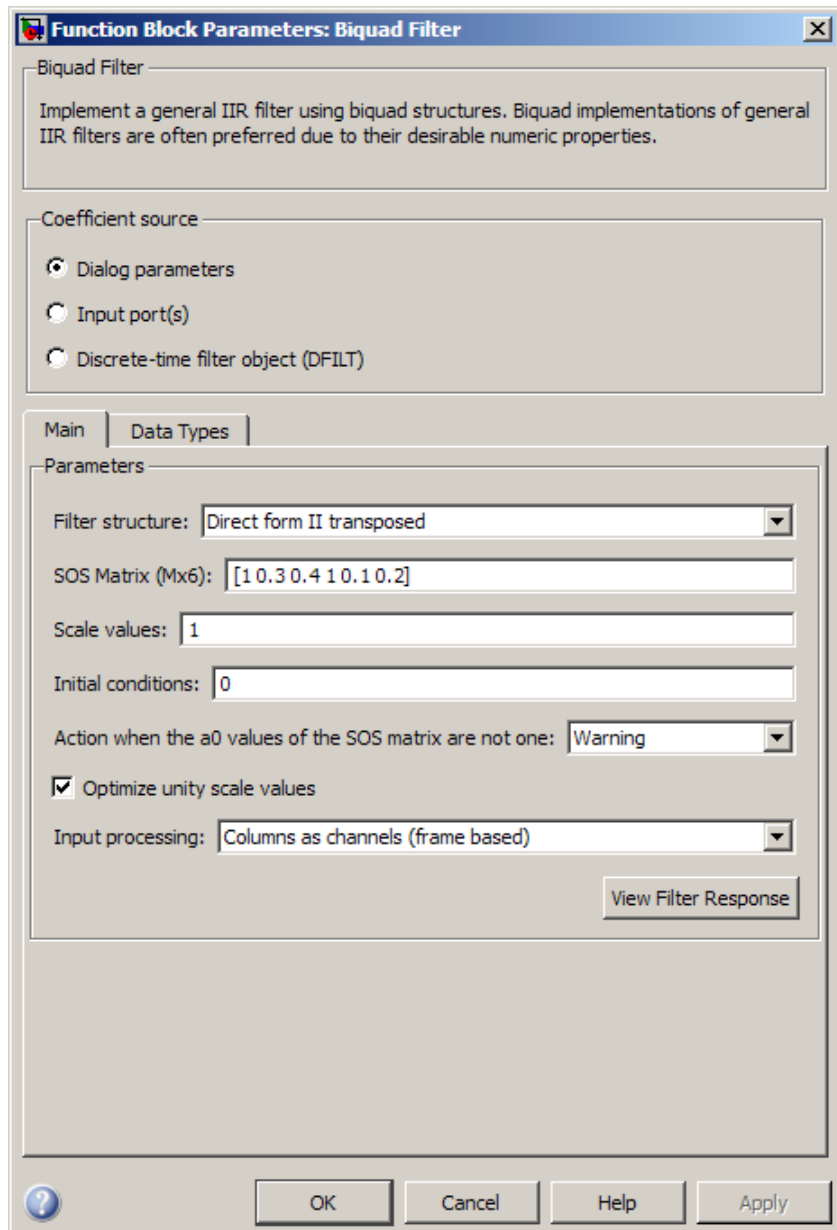 Function Block Parameters: Biquad Filter
Biquad Filter
Implement a general IIR filter using biquad structures. Biquad implementations of general
IIR filters are often preferred due to their desirable numeric properties.
Coefficient source
Dialog parameters
Input port(s)
Discrete-time filter object (DFILT)
Main Data Types
Parameters
Filter structure: Direct form II transposed
SOS Matrix (Mx6): [1 0.3 0.4 1 0.1 0.2]
Scale values: 1
Initial conditions: 0
Action when the a0 values of the SOS matrix are not one: Warning
Optimize unity scale values
Input processing: Columns as channels (frame based)
View Filter Response
? OK Cancel Help Apply